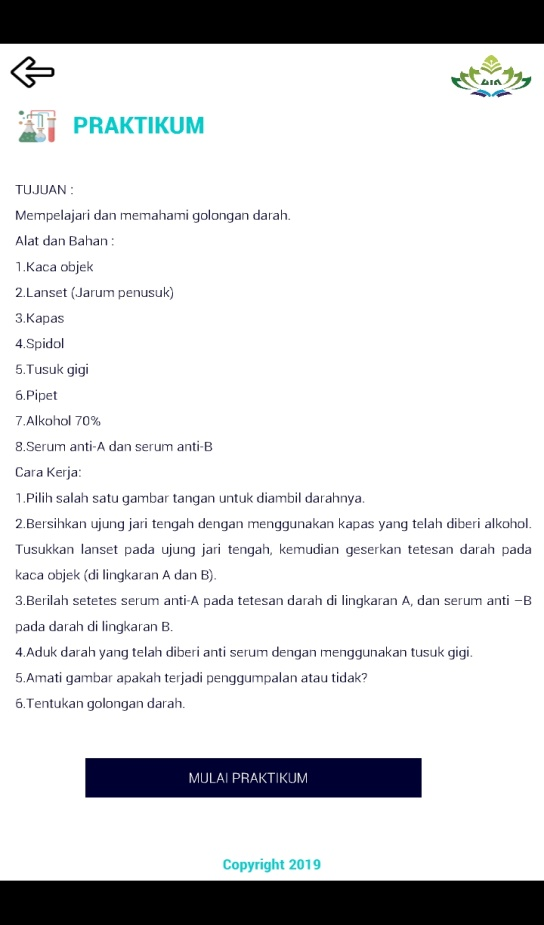 UIN
PRAKTIKUM
TUJUAN :
Mempelajari dan memahami golongan darah.
Alat dan Bahan :
1.Kaca objek
2.Lanset (Jarum penusuk)
3.Kapas
4.Spidol
5.Tusuk gigi
6.Pipet
7.Alkohol 70%
8.Serum anti-A dan serum anti-B
Cara Kerja:
1.Pilih salah satu gambar tangan untuk diambil darahnya.
2.Bersihkan ujung jari tengah dengan menggunakan kapas yang telah diberi alkohol.
Tusukkan lanset pada ujung jari tengah, kemudian geserkan tetesan darah pada
kaca objek (di lingkaran A dan B).
3.Berilah setetes serum anti-A pada tetesan darah di lingkaran A, dan serum anti –B
pada darah di lingkaran B.
4.Aduk darah yang telah diberi anti serum dengan menggunakan tusuk gigi.
5.Amati gambar apakah terjadi penggumpalan atau tidak?
6.Tentukan golongan darah.
MULAI PRAKTIKUM
Copyright 2019